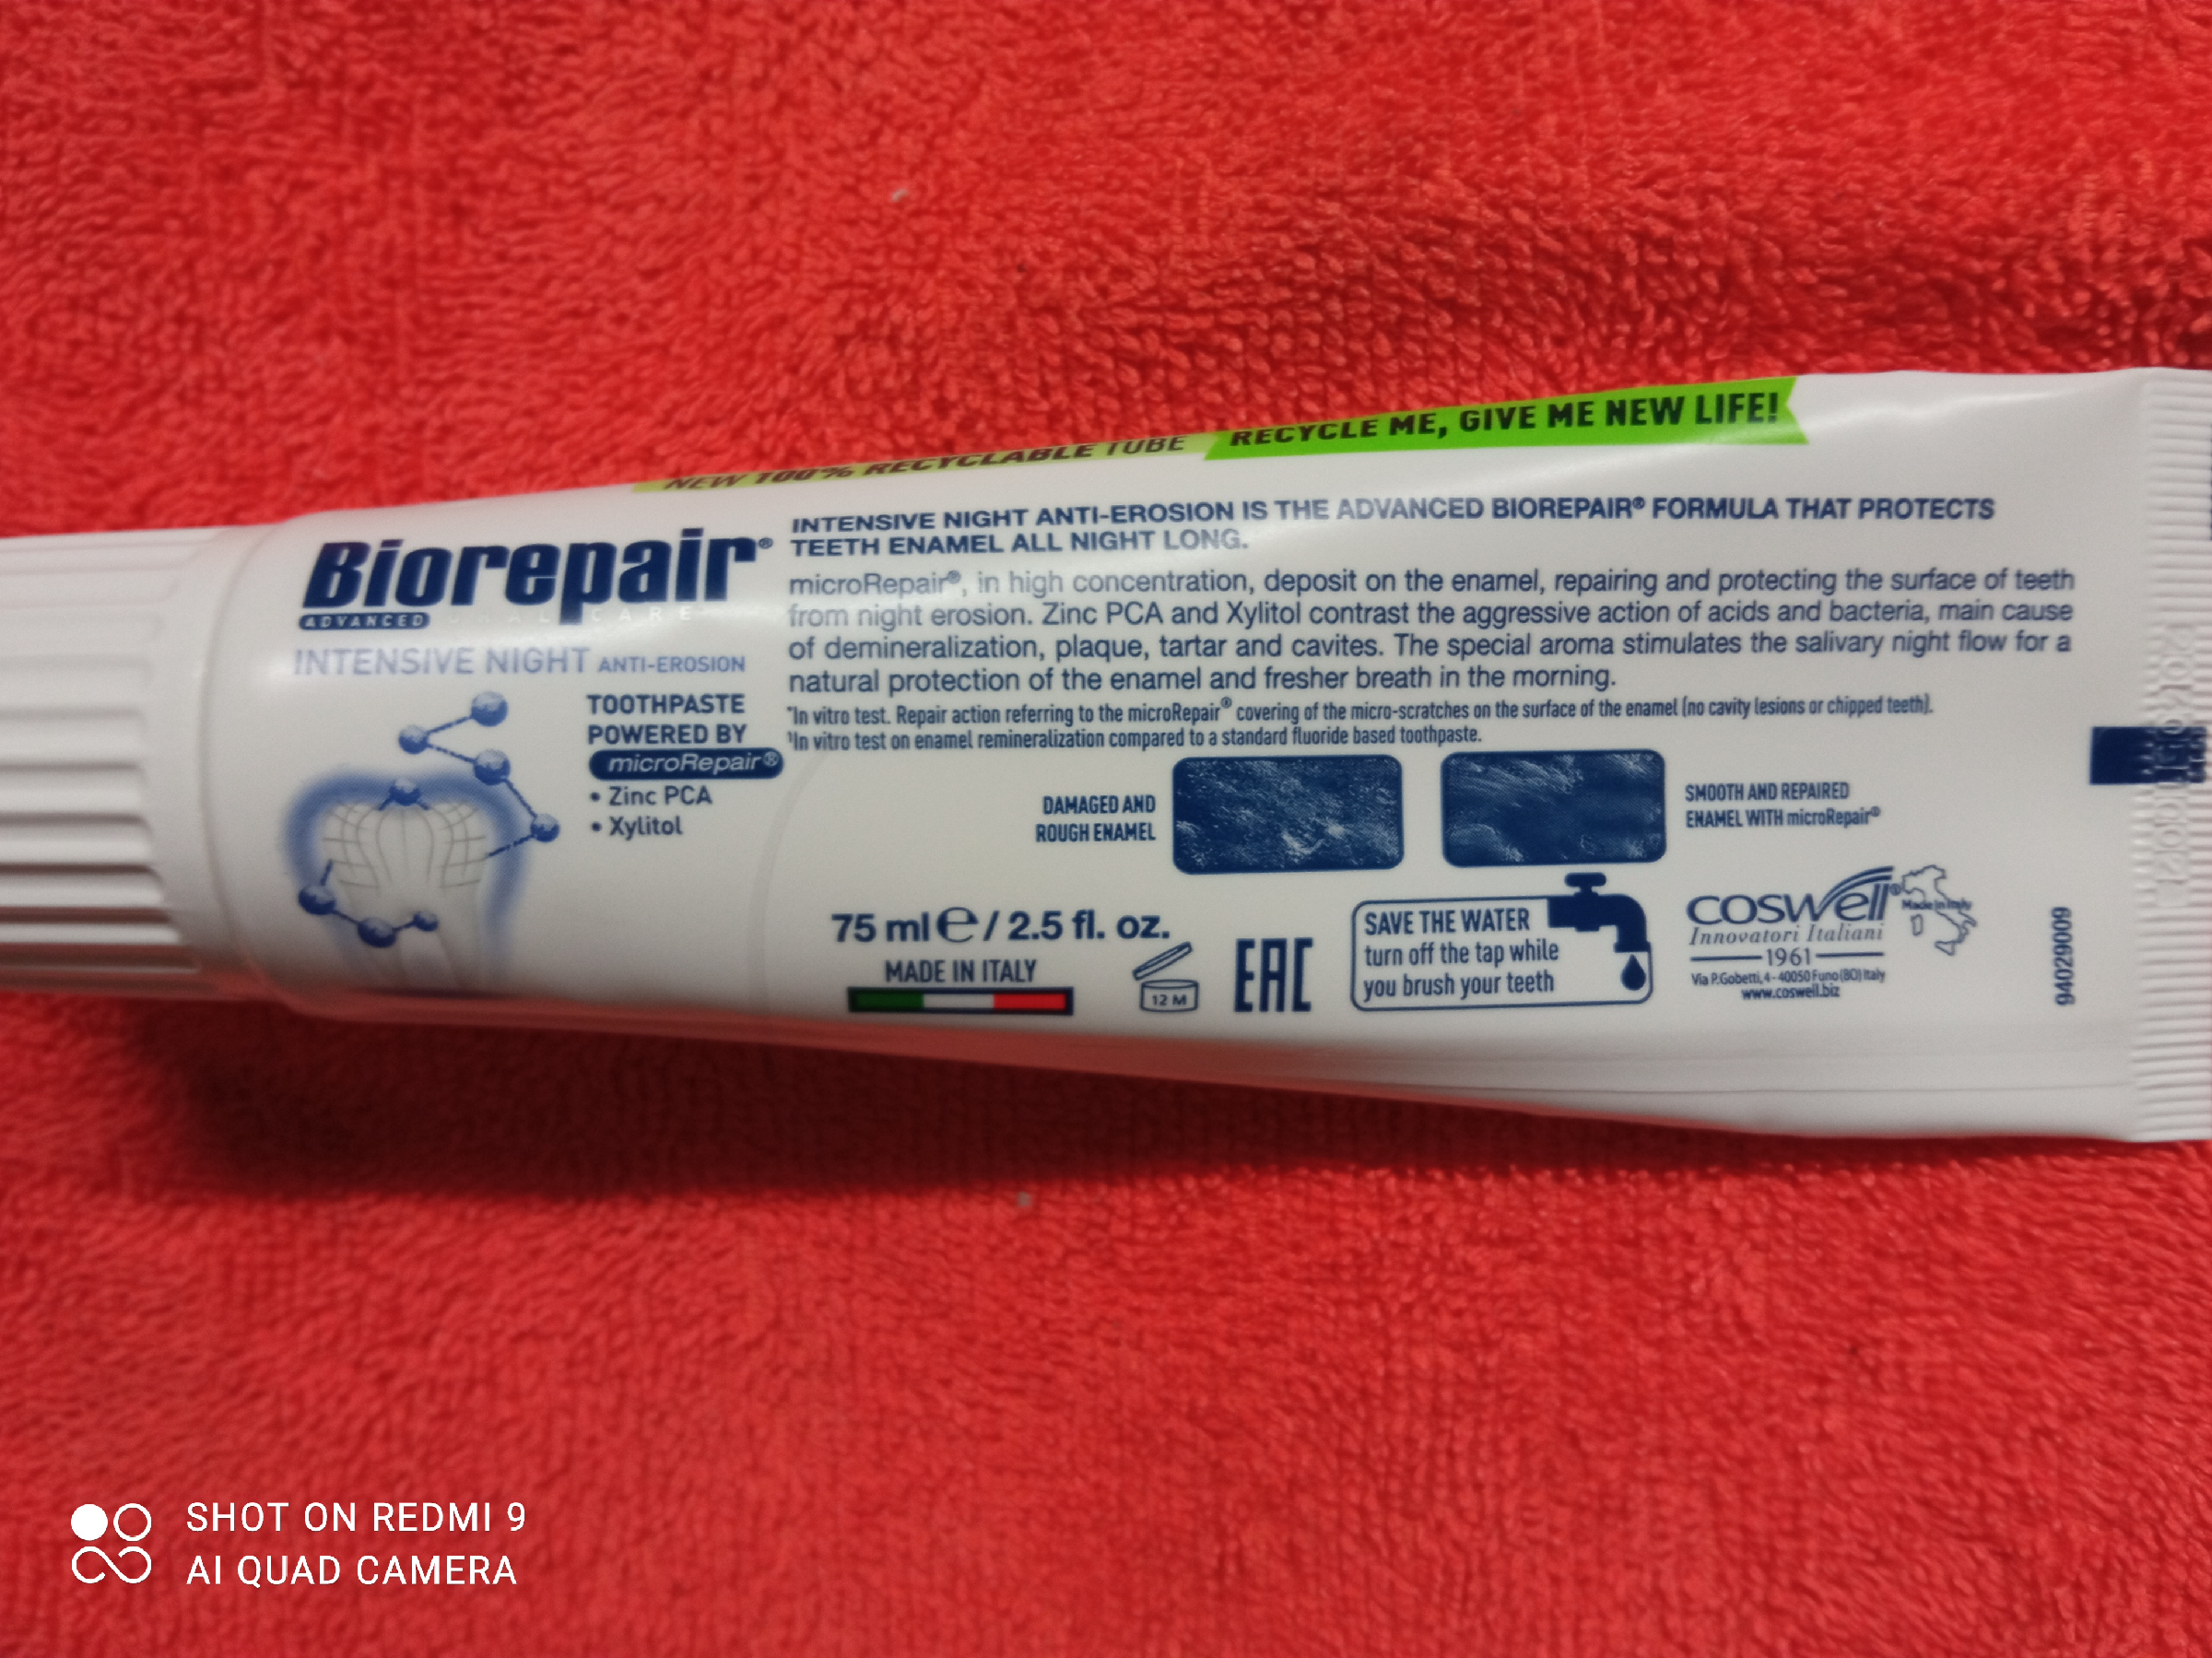 NEW 100% RECYCLABLE TUBE RECYCLE ME, GIVE ME NEW LIFE!
Biorepair®
ADVANCED ORAL CARE
INTENSIVE NIGHT ANTI-EROSION
TOOTHPASTE
POWERED BY
microRepair®
• Zinc PCA
• Xylitol
INTENSIVE NIGHT ANTI-EROSION IS THE ADVANCED BIOREPAIR® FORMULA THAT PROTECTS
TEETH ENAMEL ALL NIGHT LONG.
microRepair®, in high concentration, deposit on the enamel, repairing and protecting the surface of teeth
from night erosion. Zinc PCA and Xylitol contrast the aggressive action of acids and bacteria, main cause
of demineralization, plaque, tartar and cavites. The special aroma stimulates the salivary night flow for a
natural protection of the enamel and fresher breath in the morning.
*In vitro test. Repair action referring to the microRepair® covering of the micro-scratches on the surface of the enamel (no cavity lesions or chipped teeth).
¹In vitro test on enamel remineralization compared to a standard fluoride based toothpaste.
DAMAGED AND
ROUGH ENAMEL
SMOOTH AND REPAIRED
ENAMEL WITH microRepair®
75 ml e / 2.5 fl. oz.
MADE IN ITALY
12 M
EAC
SAVE THE WATER
turn off the tap while
you brush your teeth
COSWell®
Made in Italy
Innovatori Italiani
1961
Via P.Gobetti,4 - 40050 Funo (BO) Italy
www.coswell.biz
94029009
SHOT ON REDMI 9
AI QUAD CAMERA